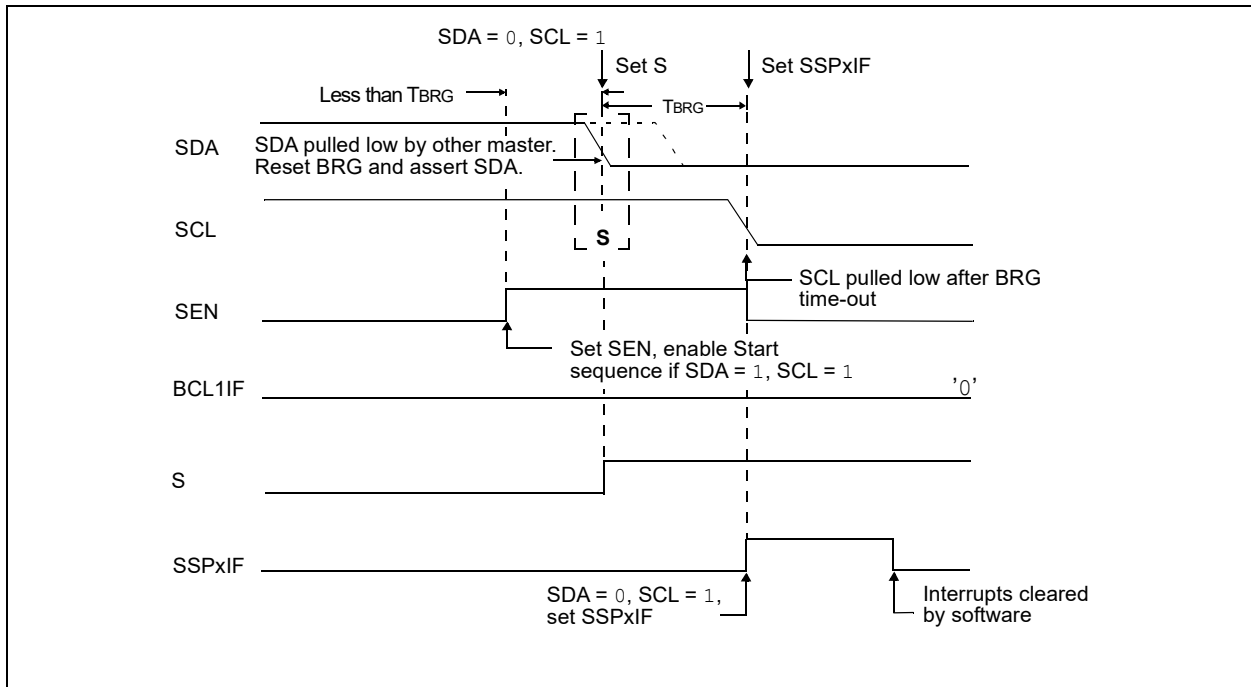 SDA = 0, SCL = 1
Set S
Set SSPxIF
Less than TBRG
TBRG
SDA
SDA pulled low by other master.
Reset BRG and assert SDA.
SCL
S
SCL pulled low after BRG
time-out
SEN
Set SEN, enable Start
sequence if SDA = 1, SCL = 1
BCL1IF
’0’
S
SSPxIF
SDA = 0, SCL = 1,
set SSPxIF
Interrupts cleared
by software